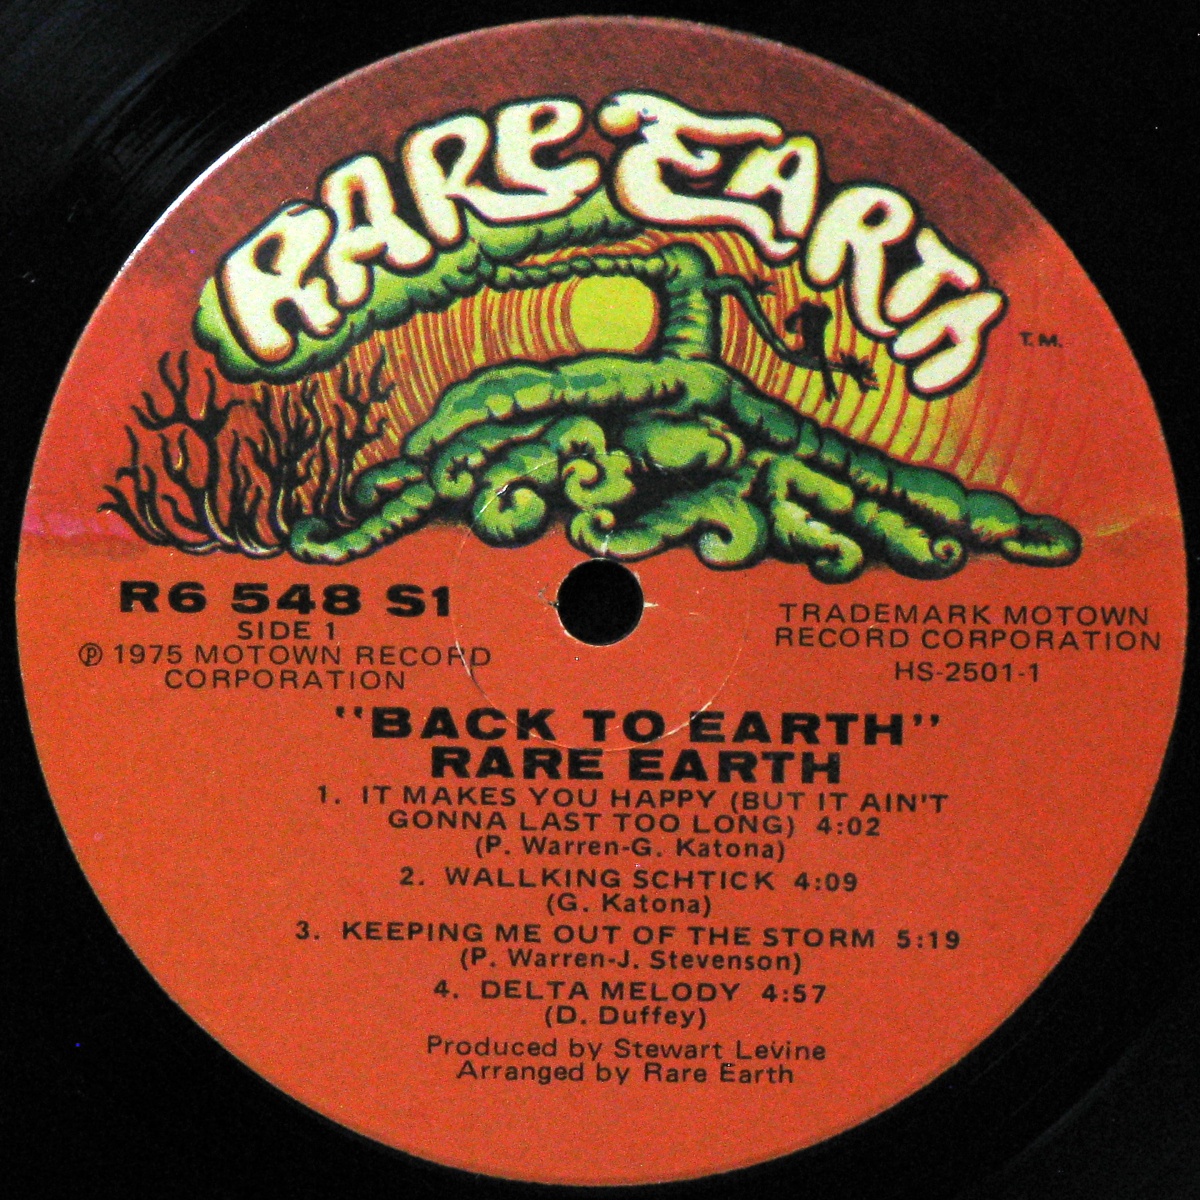 RARE EARTH
T.M.
R6 548 S1
SIDE 1
℗ 1975 MOTOWN RECORD
CORPORATION
TRADEMARK MOTOWN
RECORD CORPORATION
HS-2501-1
"BACK TO EARTH"
RARE EARTH
1. IT MAKES YOU HAPPY (BUT IT AIN'T
GONNA LAST TOO LONG) 4:02
(P. Warren-G. Katona)
2. WALLKING SCHTICK 4:09
(G. Katona)
3. KEEPING ME OUT OF THE STORM 5:19
(P. Warren-J. Stevenson)
4. DELTA MELODY 4:57
(D. Duffey)
Produced by Stewart Levine
Arranged by Rare Earth